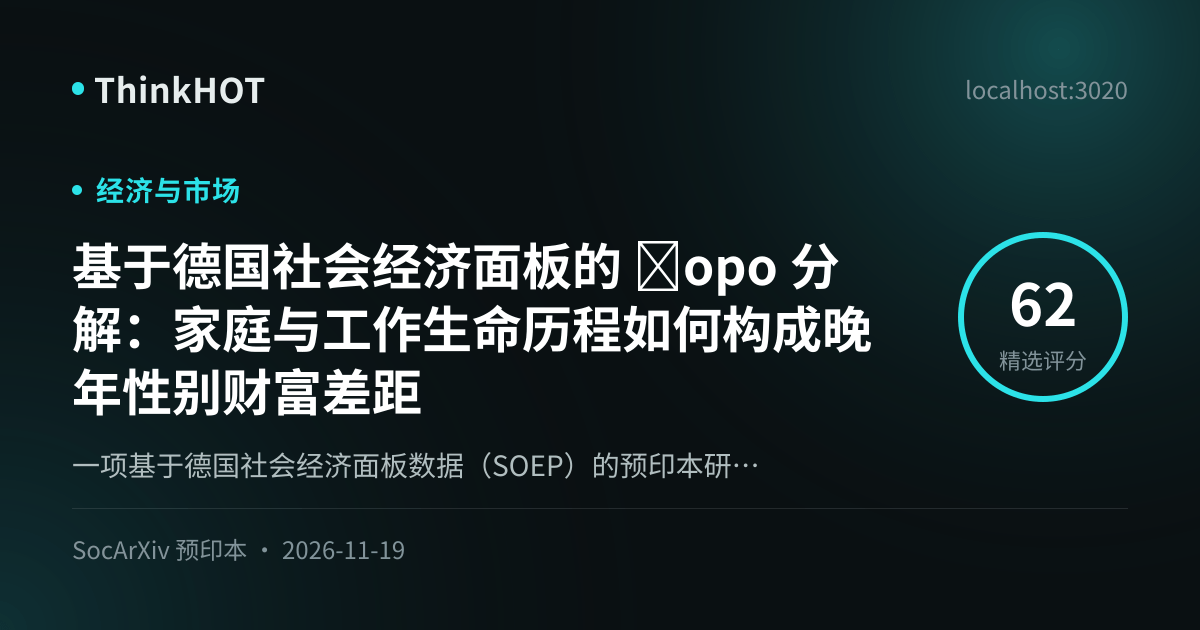 ThinkHOT
localhost:3020
经济与市场
基于德国社会经济面板的 opo 分
解：家庭与工作生命历程如何构成晚
年性别财富差距
62
精选评分
一项基于德国社会经济面板数据（SOEP）的预印本研…
SocArXiv 预印本 · 2026-11-19